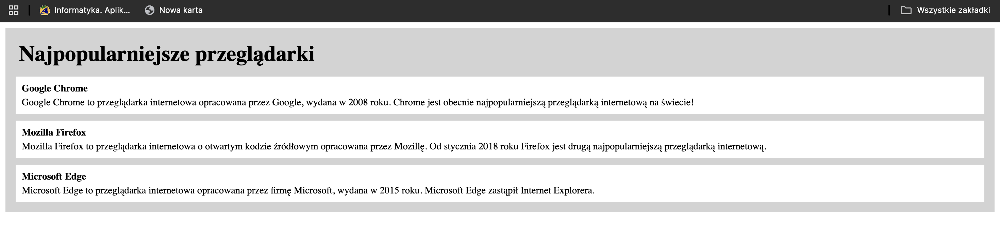 Informatyka. Aplik...
Nowa karta
Wszystkie zakładki
Najpopularniejsze przeglądarki
Google Chrome
Google Chrome to przeglądarka internetowa opracowana przez Google, wydana w 2008 roku. Chrome jest obecnie najpopularniejszą przeglądarką internetową na świecie!
Mozilla Firefox
Mozilla Firefox to przeglądarka internetowa o otwartym kodzie źródłowym opracowana przez Mozillę. Od stycznia 2018 roku Firefox jest drugą najpopularniejszą przeglądarką internetową.
Microsoft Edge
Microsoft Edge to przeglądarka internetowa opracowana przez firmę Microsoft, wydana w 2015 roku. Microsoft Edge zastąpił Internet Explorera.